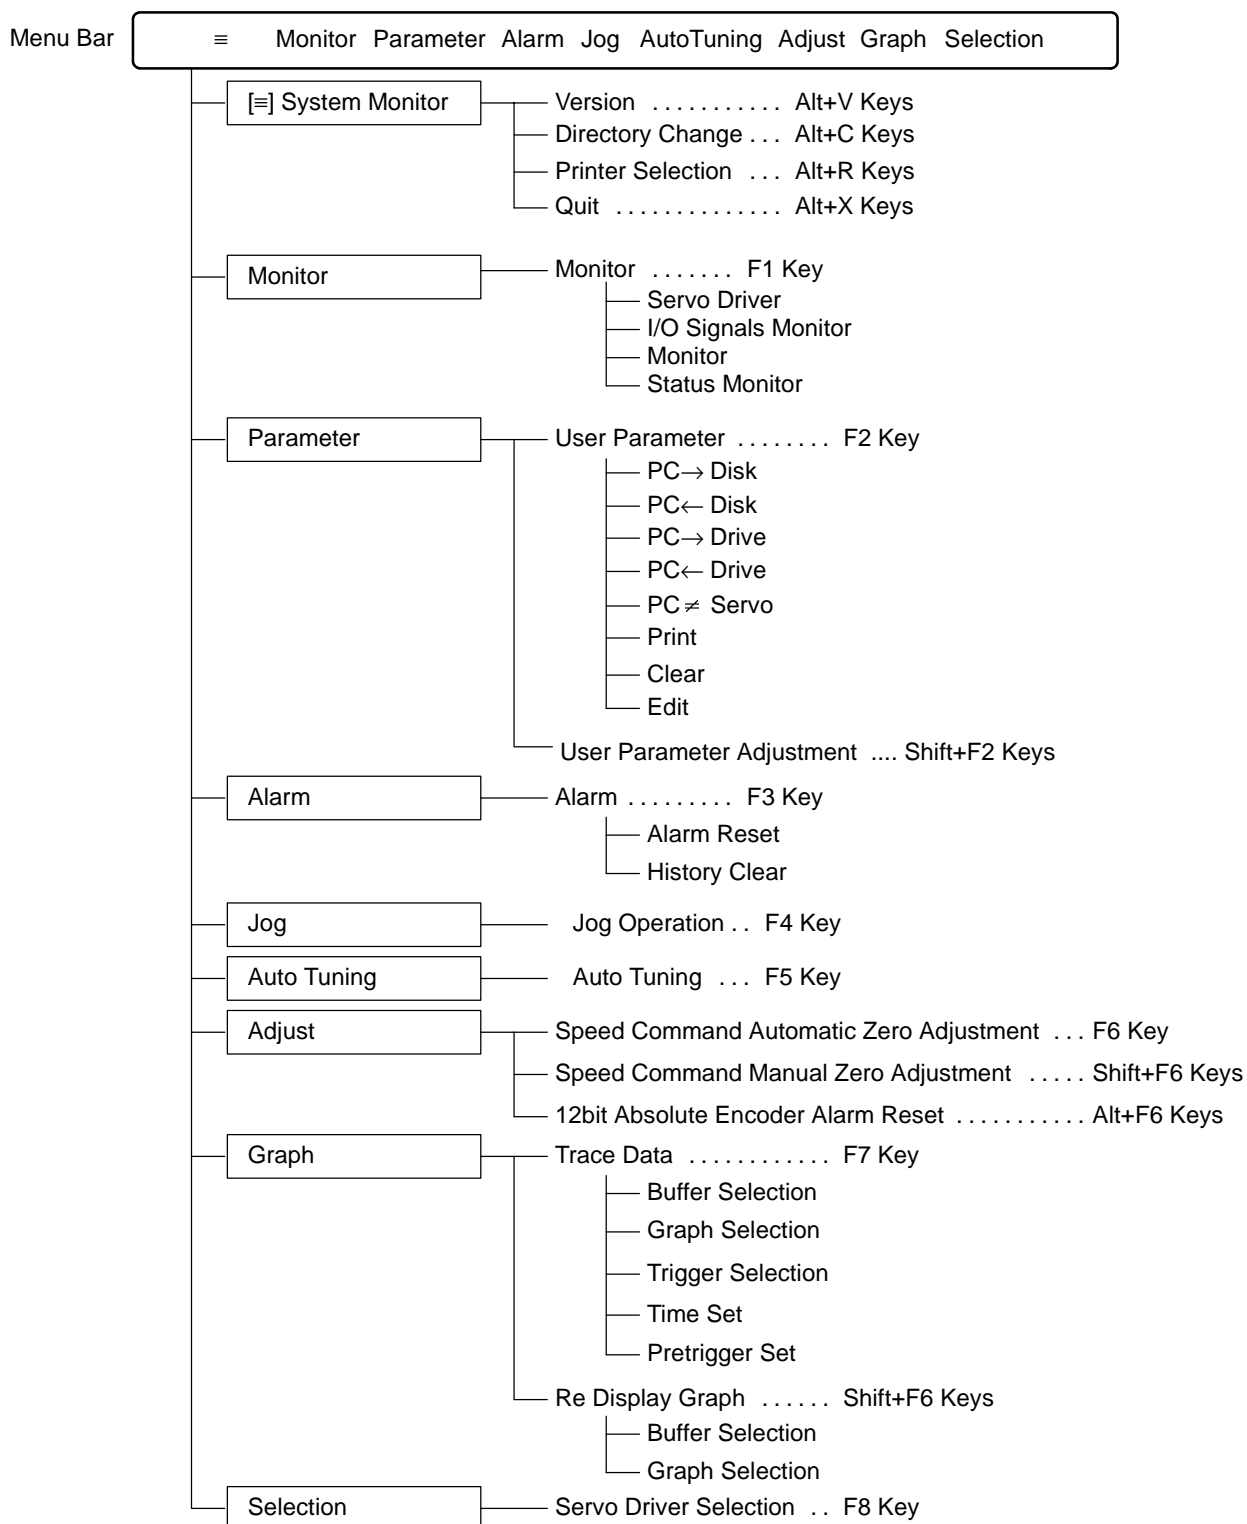 Menu Bar ≡ Monitor Parameter Alarm Jog AutoTuning Adjust Graph Selection
[≡] System Monitor Version . . . . . . . . . . . Alt+V Keys
Directory Change . . . Alt+C Keys
Printer Selection . . . Alt+R Keys
Quit . . . . . . . . . . . . . . Alt+X Keys
Monitor Monitor . . . . . . . F1 Key
Servo Driver
I/O Signals Monitor
Monitor
Status Monitor
Parameter User Parameter . . . . . . . . F2 Key
PC→ Disk
PC← Disk
PC→ Drive
PC← Drive
PC≠ Servo
Print
Clear
Edit
User Parameter Adjustment .... Shift+F2 Keys
Alarm Alarm . . . . . . . . . F3 Key
Alarm Reset
History Clear
Jog Jog Operation . . F4 Key
Auto Tuning Auto Tuning . . . F5 Key
Adjust Speed Command Automatic Zero Adjustment . . . F6 Key
Speed Command Manual Zero Adjustment . . . . . Shift+F6 Keys
12bit Absolute Encoder Alarm Reset . . . . . . . . . . . Alt+F6 Keys
Graph Trace Data . . . . . . . . . . . . F7 Key
Buffer Selection
Graph Selection
Trigger Selection
Time Set
Pretrigger Set
Re Display Graph . . . . . . Shift+F6 Keys
Buffer Selection
Graph Selection
Selection Servo Driver Selection . . F8 Key